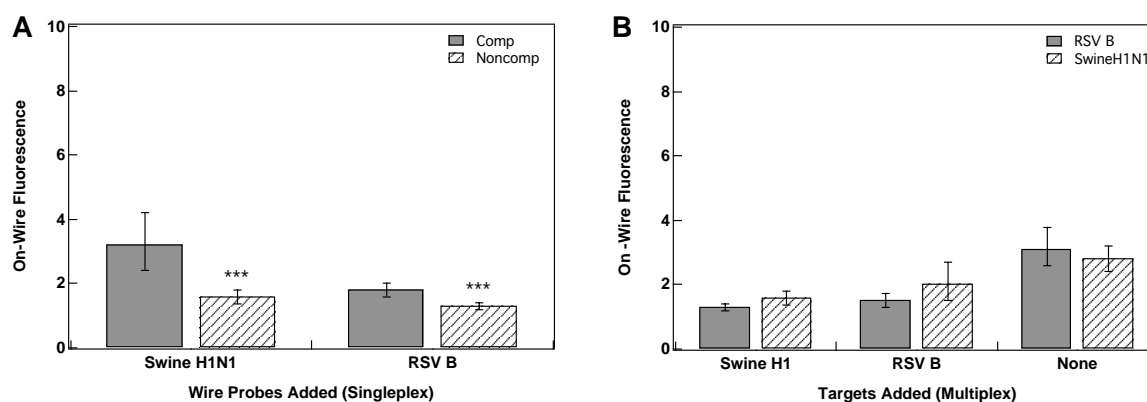 A
10
8
6
4
2
0
On-Wire Fluorescence
Comp
Noncomp
***
***
Swine H1N1
RSV B
Wire Probes Added (Singleplex)
B
10
8
6
4
2
0
On -Wire Fluorescence
RSV B
SwineH1N1
Swine H1
RSV B
None
Targets Added (Multiplex)